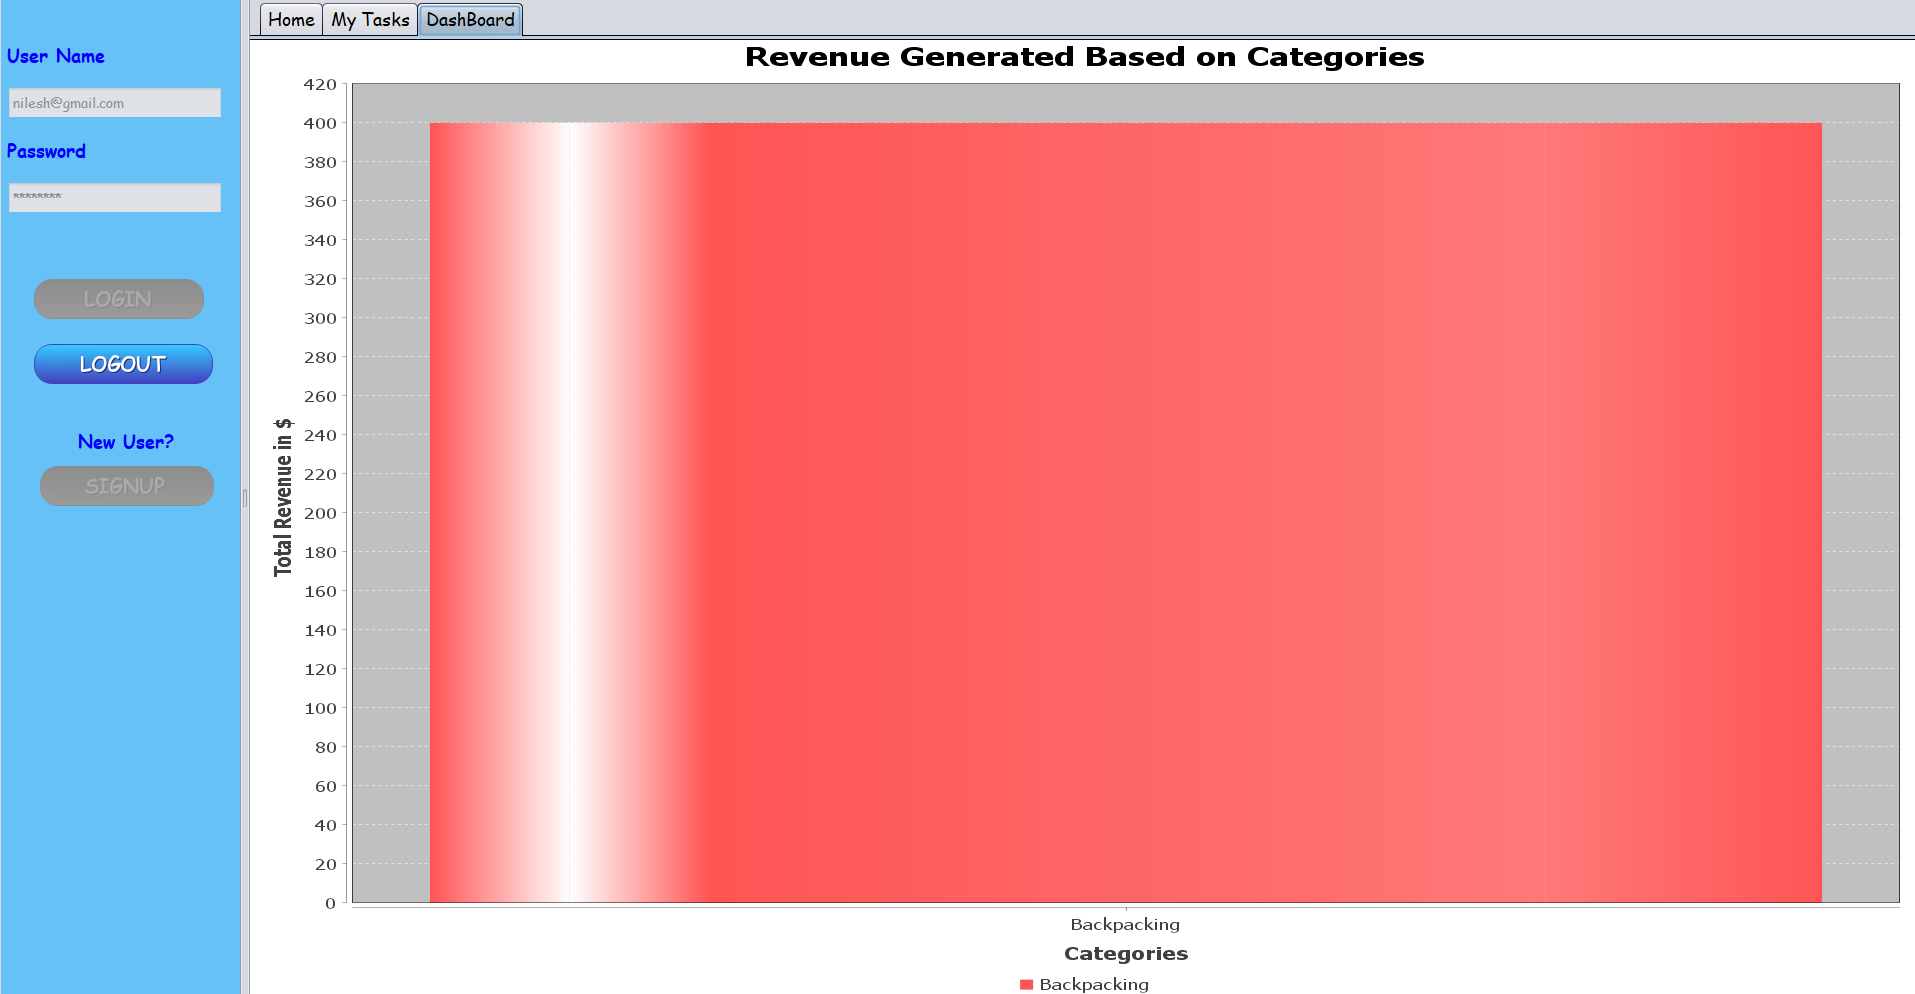 User Name
nilesh@gmail.com
Password
********
LOGIN
LOGOUT
New User?
SIGNUP
Home
My Tasks
DashBoard
Revenue Generated Based on Categories
Total Revenue in $
420
400
380
360
340
320
300
280
260
240
220
200
180
160
140
120
100
80
60
40
20
0
Backpacking
Categories
Backpacking